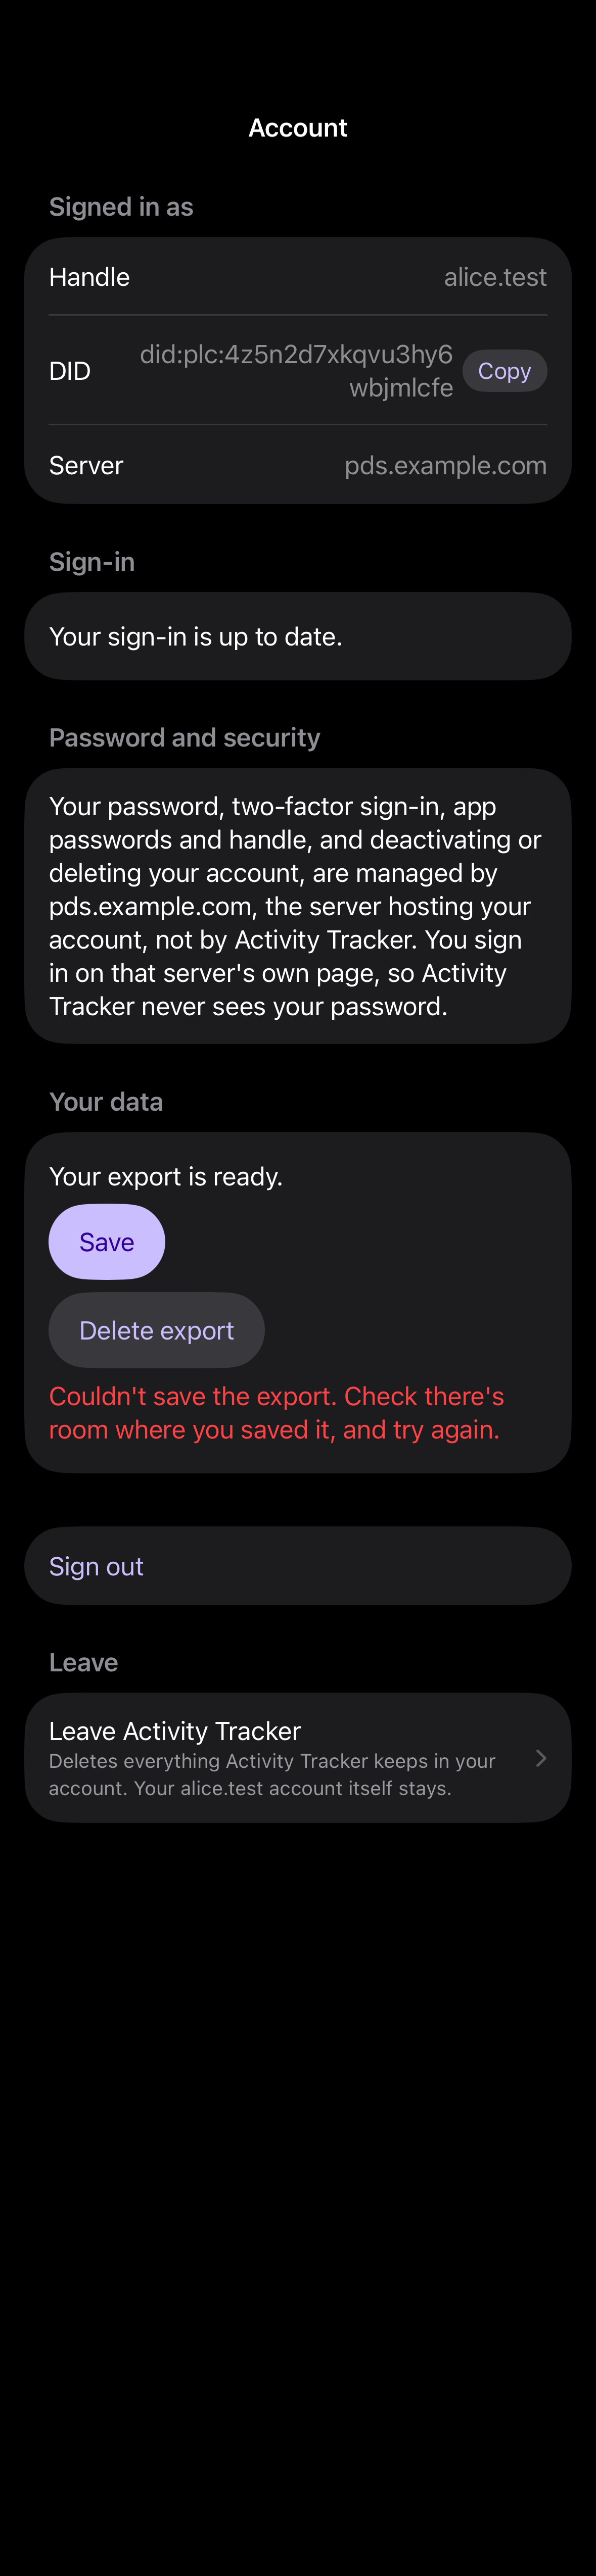 Account
Signed in as
Handle
alice.test
DID
did:plc:4z5n2d7xkqvu3hy6
wbjmlcfe
Copy
Server
pds.example.com
Sign-in
Your sign-in is up to date.
Password and security
Your password, two-factor sign-in, app
passwords and handle, and deactivating or
deleting your account, are managed by
pds.example.com, the server hosting your
account, not by Activity Tracker. You sign
in on that server's own page, so Activity
Tracker never sees your password.
Your data
Your export is ready.
Save
Delete export
Couldn't save the export. Check there's
room where you saved it, and try again.
Sign out
Leave
Leave Activity Tracker
Deletes everything Activity Tracker keeps in your
account. Your alice.test account itself stays.